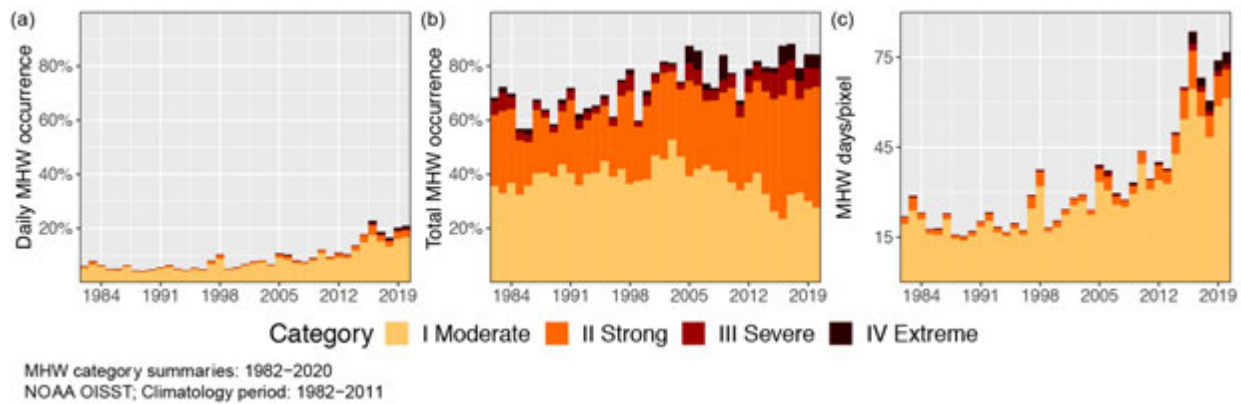 (a)
Daily MHW occurrence
80%
60%
40%
20%
1984 1991 1998 2005 2012 2019
(b)
Total MHW occurrence
80%
60%
40%
20%
1984 1991 1998 2005 2012 2019
(c)
MHW days/pixel
75
45
15
1984 1991 1998 2005 2012 2019
Category I Moderate II Strong III Severe IV Extreme
MHW category summaries: 1982−2020
NOAA OISST; Climatology period: 1982−2011